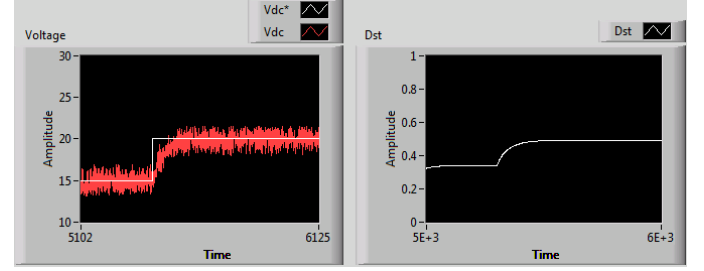 Vdc*
Voltage
Vdc
30
25
20
15
10
Amplitude
5102
6125
Time
Dst
Dst
1
0.8
0.6
0.4
0.2
0
Amplitude
5E+3
6E+3
Time